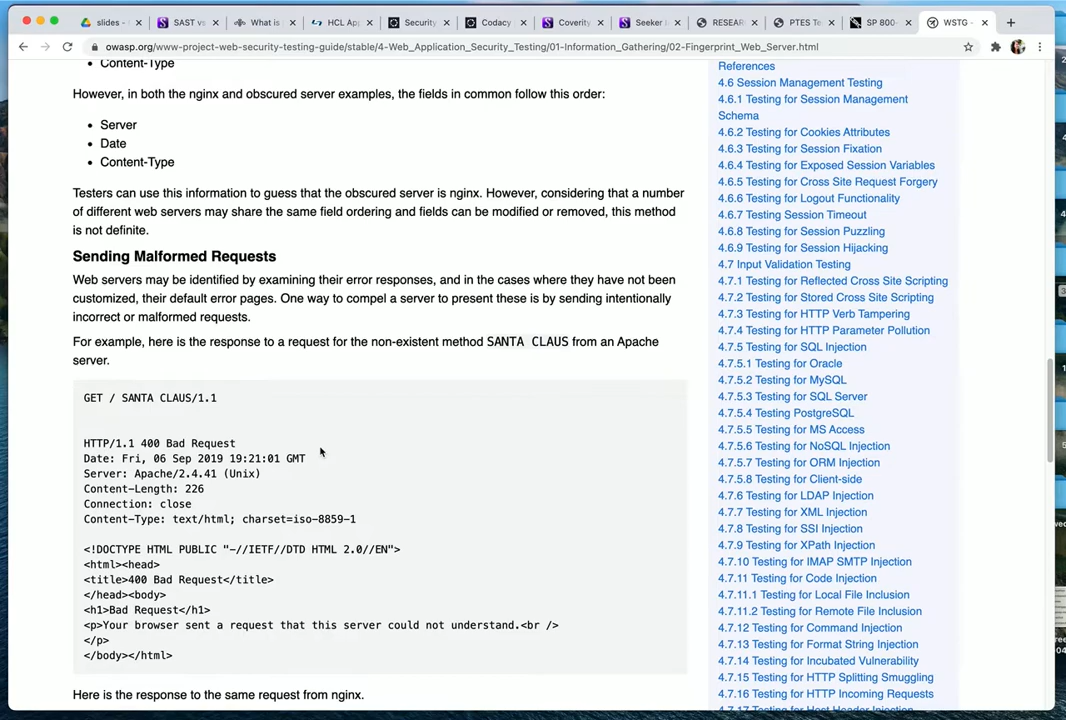 slides -
SAST vs
What is
HCL App
Security
Codacy
Coverity
Seeker b
RESEAR
PTES Te
SP 800-
WSTG -
owasp.org/www-project-web-security-testing-guide/stable/4-Web_Application_Security_Testing/01-Information_Gathering/02-Fingerprint_Web_Server.html
Content-Type
However, in both the nginx and obscured server examples, the fields in common follow this order:
Server
Date
Content-Type
Testers can use this information to guess that the obscured server is nginx. However, considering that a number
of different web servers may share the same field ordering and fields can be modified or removed, this method
is not definite.
Sending Malformed Requests
Web servers may be identified by examining their error responses, and in the cases where they have not been
customized, their default error pages. One way to compel a server to present these is by sending intentionally
incorrect or malformed requests.
For example, here is the response to a request for the non-existent method SANTA CLAUS from an Apache
server.
GET / SANTA CLAUS/1.1
HTTP/1.1 400 Bad Request
Date: Fri, 06 Sep 2019 19:21:01 GMT
Server: Apache/2.4.41 (Unix)
Content-Length: 226
Connection: close
Content-Type: text/html; charset=iso-8859-1
<!DOCTYPE HTML PUBLIC "-//IETF//DTD HTML 2.0//EN">
<html><head>
<title>400 Bad Request</title>
</head><body>
<h1>Bad Request</h1>
<p>Your browser sent a request that this server could not understand.<br />
</p>
</body></html>
Here is the response to the same request from nginx.
References
4.6 Session Management Testing
4.6.1 Testing for Session Management
Schema
4.6.2 Testing for Cookies Attributes
4.6.3 Testing for Session Fixation
4.6.4 Testing for Exposed Session Variables
4.6.5 Testing for Cross Site Request Forgery
4.6.6 Testing for Logout Functionality
4.6.7 Testing Session Timeout
4.6.8 Testing for Session Puzzling
4.6.9 Testing for Session Hijacking
4.7 Input Validation Testing
4.7.1 Testing for Reflected Cross Site Scripting
4.7.2 Testing for Stored Cross Site Scripting
4.7.3 Testing for HTTP Verb Tampering
4.7.4 Testing for HTTP Parameter Pollution
4.7.5 Testing for SQL Injection
4.7.5.1 Testing for Oracle
4.7.5.2 Testing for MySQL
4.7.5.3 Testing for SQL Server
4.7.5.4 Testing PostgreSQL
4.7.5.5 Testing for MS Access
4.7.5.6 Testing for NoSQL Injection
4.7.5.7 Testing for ORM Injection
4.7.5.8 Testing for Client-side
4.7.6 Testing for LDAP Injection
4.7.7 Testing for XML Injection
4.7.8 Testing for SSI Injection
4.7.9 Testing for XPath Injection
4.7.10 Testing for IMAP SMTP Injection
4.7.11 Testing for Code Injection
4.7.11.1 Testing for Local File Inclusion
4.7.11.2 Testing for Remote File Inclusion
4.7.12 Testing for Command Injection
4.7.13 Testing for Format String Injection
4.7.14 Testing for Incubated Vulnerability
4.7.15 Testing for HTTP Splitting Smuggling
4.7.16 Testing for HTTP Incoming Requests
4.7.17 Testing for Host Header Injection